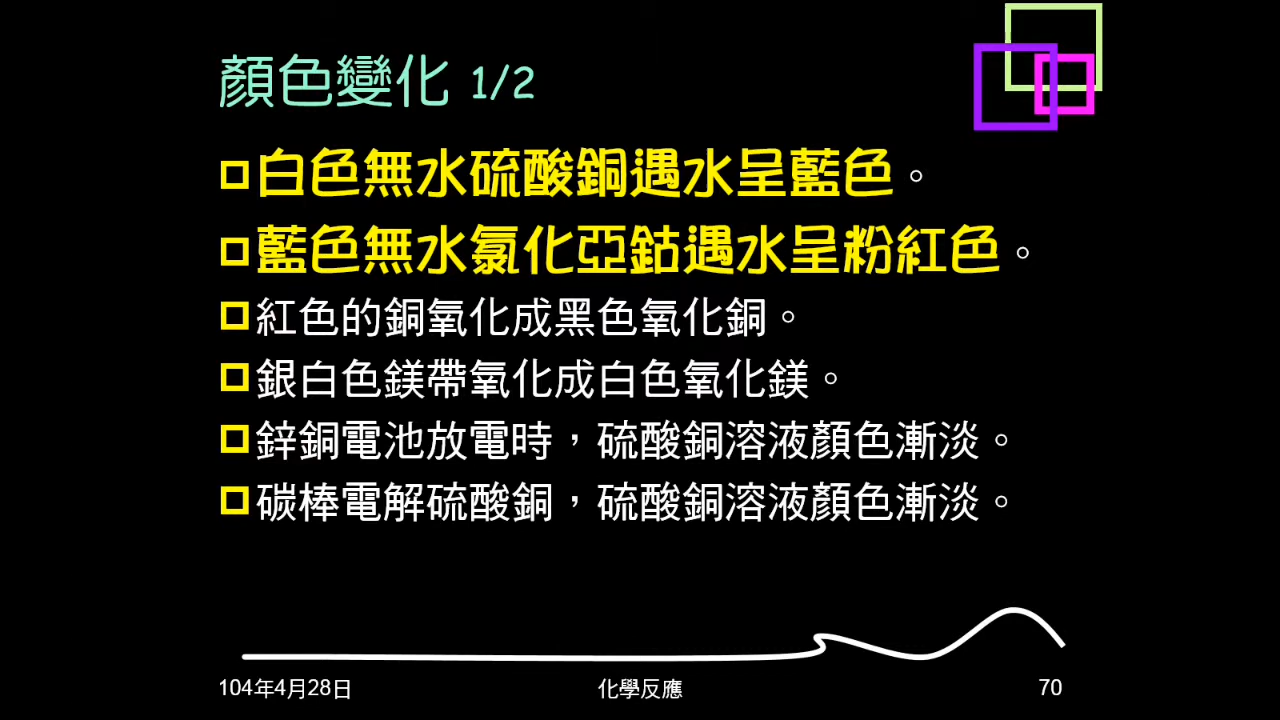 顏色變化 1/2
白色無水硫酸銅遇水呈藍色。
藍色無水氯化亞鈷遇水呈粉紅色。
紅色的銅氧化成黑色氧化銅。
銀白色鎂帶氧化成白色氧化鎂。
鋅銅電池放電時，硫酸銅溶液顏色漸淡。
碳棒電解硫酸銅，硫酸銅溶液顏色漸淡。
104年4月28日
化學反應
70